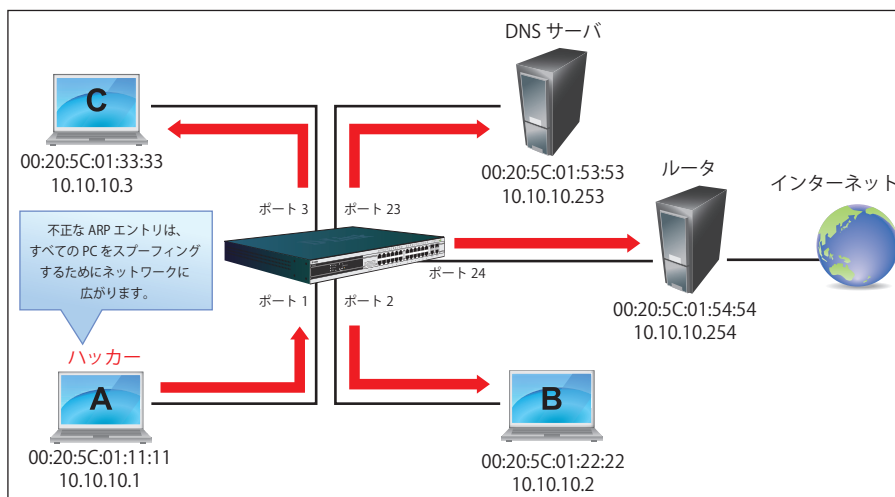 DNS サーバ
C
00:20:5C:01:33:33
10.10.10.3
00:20:5C:01:53:53
10.10.10.253
ルータ
インターネット
ポート 3
ポート 23
不正な ARP エントリは、
すべての PC をスプーフィング
するためにネットワークに
広がります。
ポート 24
ポート 1
ポート 2
00:20:5C:01:54:54
10.10.10.254
ハッカー
A
B
00:20:5C:01:11:11
10.10.10.1
00:20:5C:01:22:22
10.10.10.2